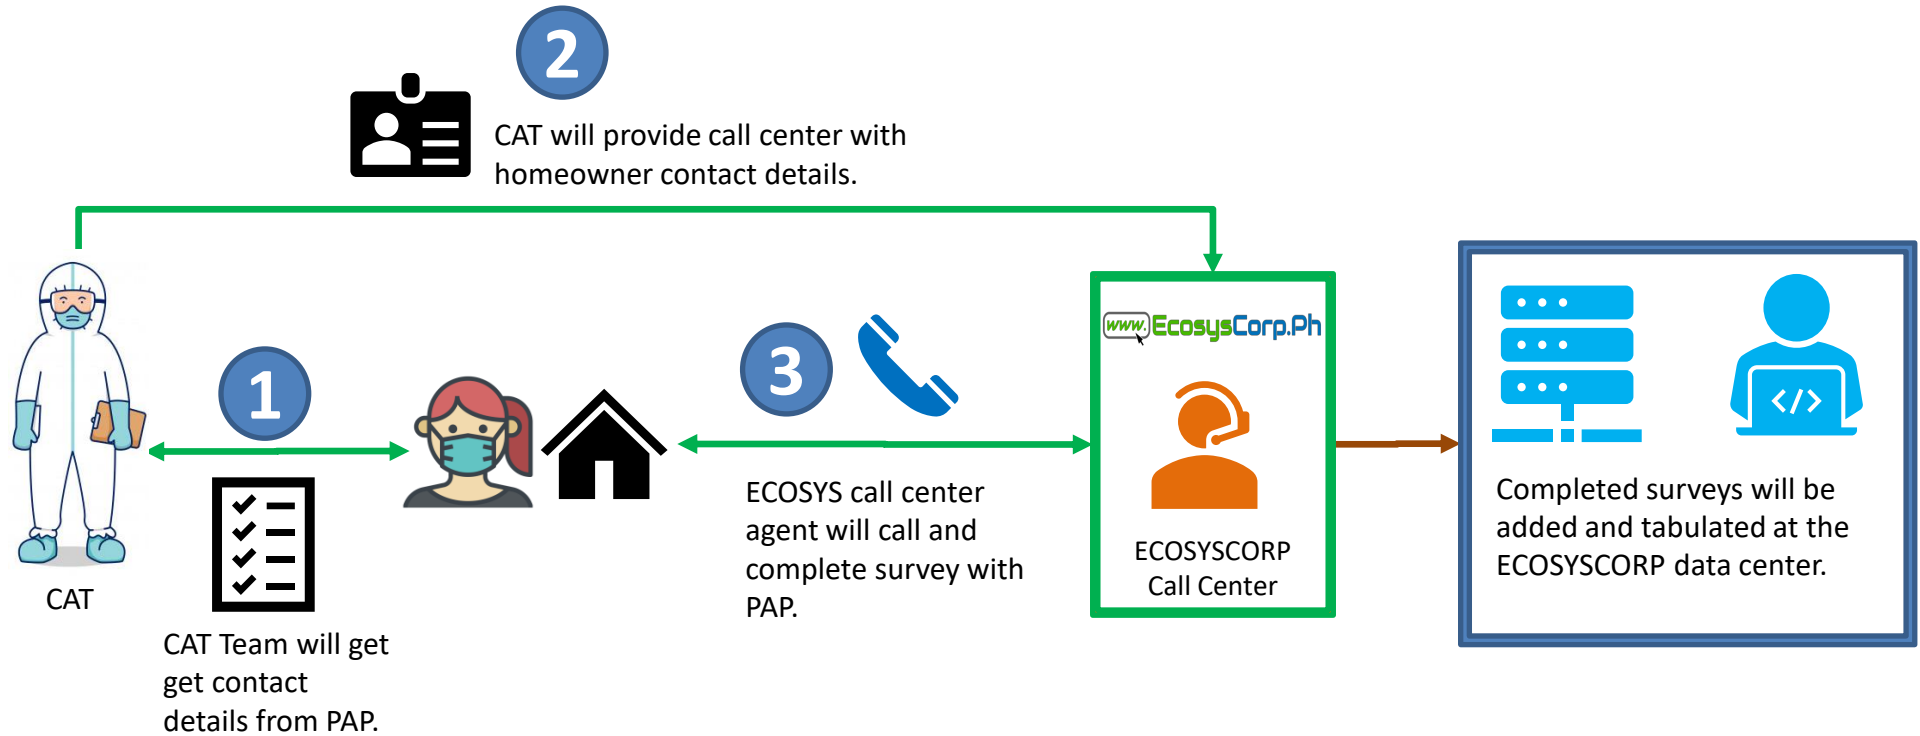 2
CAT will provide call center with
homeowner contact details.
CAT
1
CAT Team will get
get contact
details from PAP.
3
ECOSYS call center
agent will call and
complete survey with
PAP.
www.EcosysCorp.Ph
ECOSYSCORP
Call Center
</>
Completed surveys will be
added and tabulated at the
ECOSYSCORP data center.